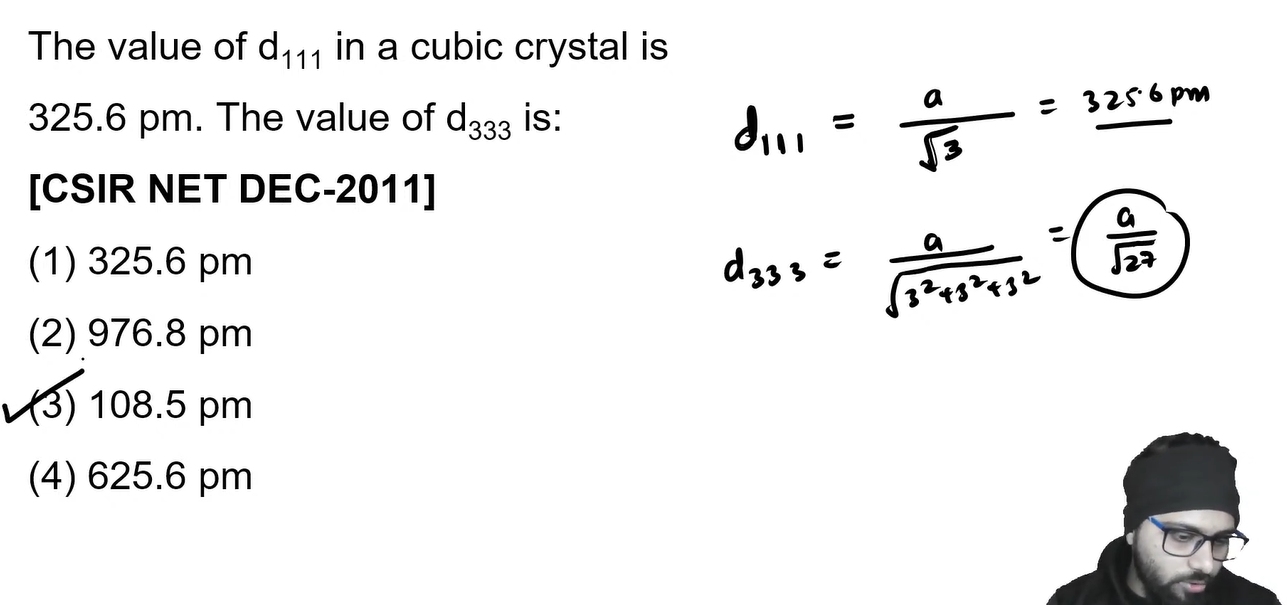 The value of d₁₁₁ in a cubic crystal is
325.6 pm. The value of d₃₃₃ is:
[CSIR NET DEC-2011]
(1) 325.6 pm
(2) 976.8 pm
(3) 108.5 pm
(4) 625.6 pm
d₁₁₁ = a/√3 = 325.6 pm
d₃₃₃ = a/√(3²+3²+3²) = a/√27